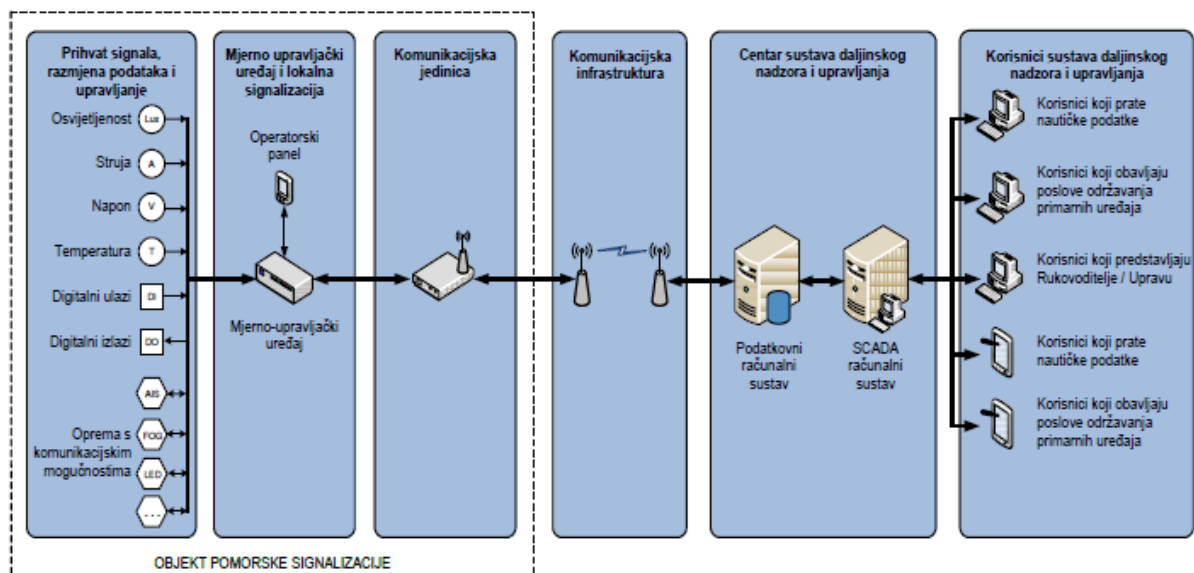 Prihvat signala,
razmjena podataka i
upravljanje
Osvijetljenost
Lux
Struja
A
Napon
V
Temperatura
T
Digitalni ulazi
DI
Digitalni izlazi
DO
AIS
Oprema s
komunikacijskim
mogučnostima
FOG
LED
...
Mjerno upravljački
uređaj i lokalna
signalizacija
Operatorski
panel
Mjerno-upravljački
uređaj
Komunikacijska
jedinica
OBJEKT POMORSKE SIGNALIZACIJE
Komunikacijska
infrastruktura
Centar sustava daljinskog
nadzora i upravljanja
Podatkovni
računalni
sustav
SCADA
računalni
sustav
Korisnici sustava daljinskog
nadzora i upravljanja
Korisnici koji prate
nautičke podatke
Korisnici koji obavljaju
poslove održavanja
primarnih uređaja
Korisnici koji predstavljaju
Rukovoditelje / Upravu
Korisnici koji prate
nautičke podatke
Korisnici koji obavljaju
poslove održavanja
primarnih uređaja